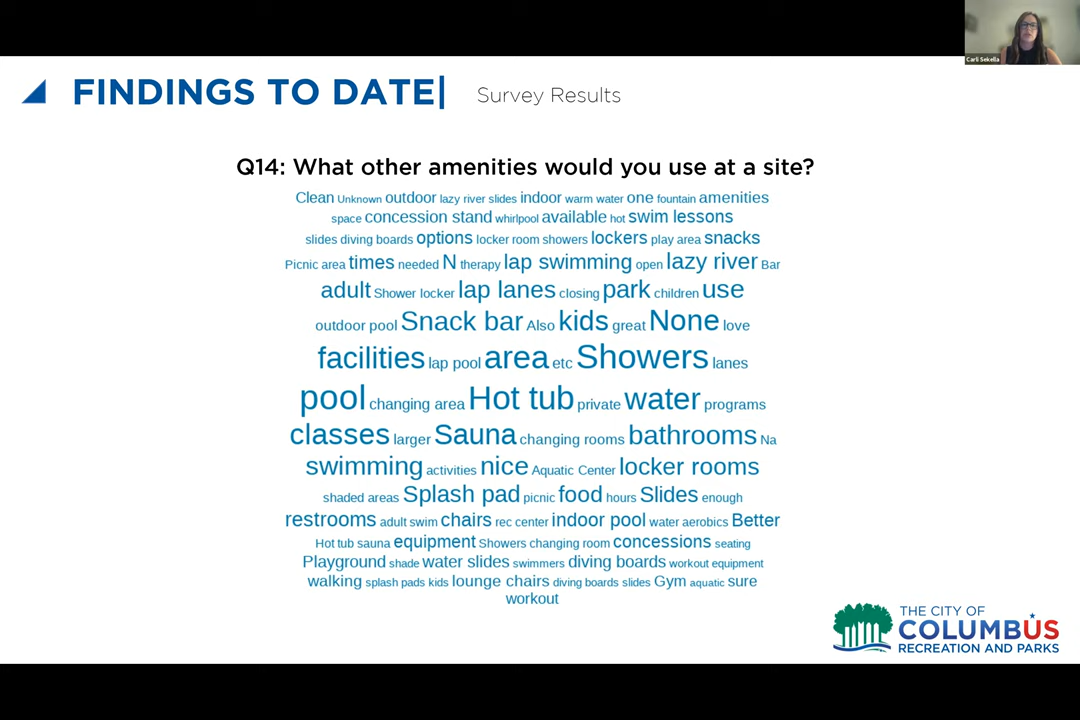 Carli Sekella
FINDINGS TO DATE| Survey Results
Q14: What other amenities would you use at a site?
Clean Unknown outdoor lazy river slides indoor warm water one fountain amenities
space concession stand whirlpool available hot swim lessons
slides diving boards options locker room showers lockers play area snacks
Picnic area times needed N therapy lap swimming open lazy river Bar
adult Shower locker lap lanes closing park children use
outdoor pool Snack bar Also kids great None love
facilities lap pool area etc Showers lanes
pool changing area Hot tub private water programs
classes larger Sauna changing rooms bathrooms Na
swimming activities nice Aquatic Center locker rooms
shaded areas Splash pad picnic food hours Slides enough
restrooms adult swim chairs rec center indoor pool water aerobics Better
Hot tub sauna equipment Showers changing room concessions seating
Playground shade water slides swimmers diving boards workout equipment
walking splash pads kids lounge chairs diving boards slides Gym aquatic sure
workout
THE CITY OF
COLUMBUS
RECREATION AND PARKS